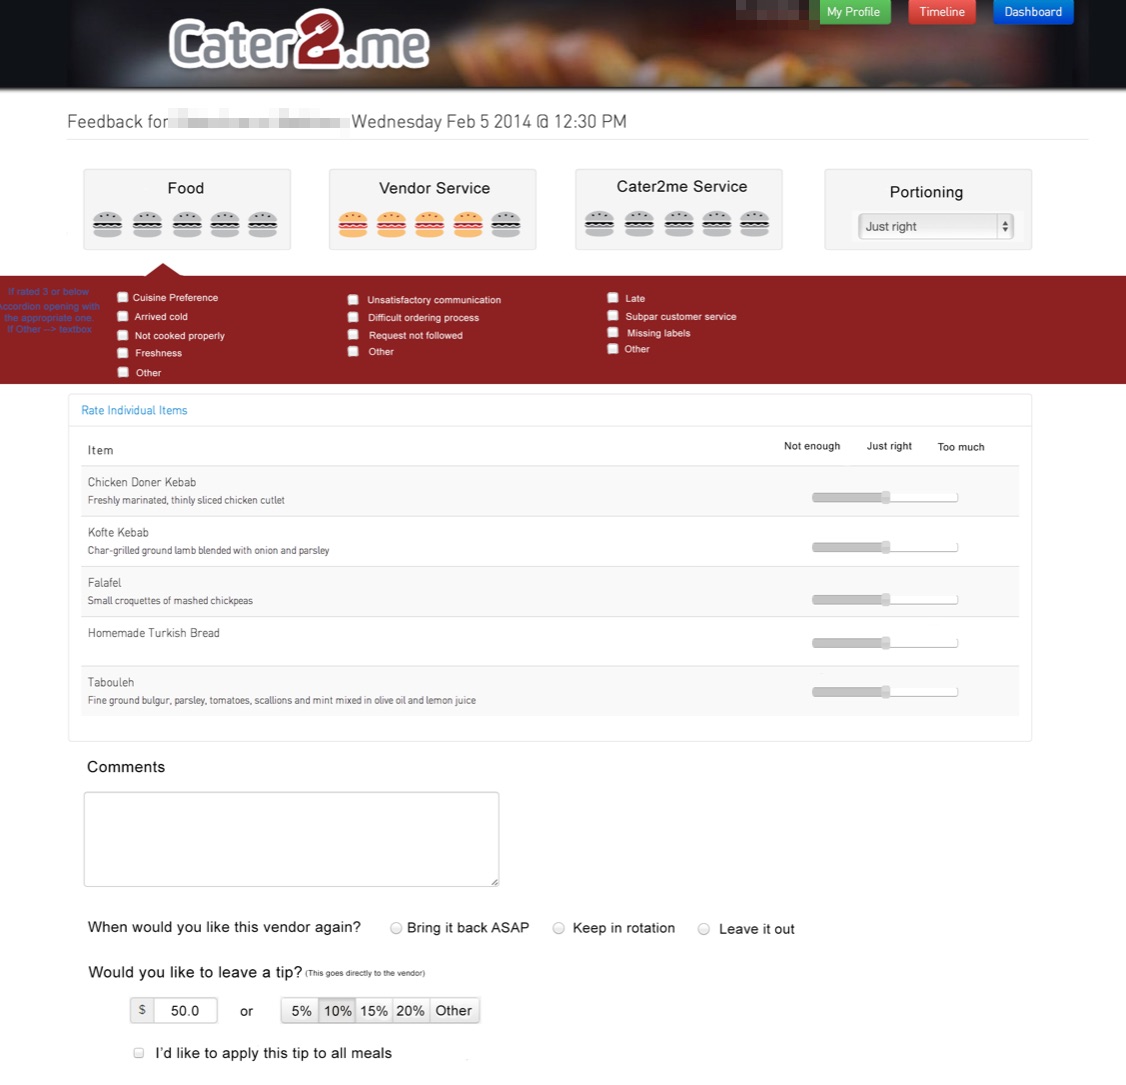 My Profile
Timeline
Dashboard
Cater2.me
Feedback for Wednesday Feb 5 2014 @ 12:30 PM
Food
Vendor Service
Cater2me Service
Portioning
Just right
If rated 3 or below
Accordion opening with
the appropriate one.
If Other --> textbox
Cuisine Preference
Arrived cold
Not cooked properly
Freshness
Other
Unsatisfactory communication
Difficult ordering process
Request not followed
Other
Late
Subpar customer service
Missing labels
Other
Rate Individual Items
Item
Not enough
Just right
Too much
Chicken Doner Kebab
Freshly marinated, thinly sliced chicken cutlet
Kofte Kebab
Char-grilled ground lamb blended with onion and parsley
Falafel
Small croquettes of mashed chickpeas
Homemade Turkish Bread
Tabouleh
Fine ground bulgur, parsley, tomatoes, scallions and mint mixed in olive oil and lemon juice
Comments
When would you like this vendor again? Bring it back ASAP Keep in rotation Leave it out
Would you like to leave a tip? (This goes directly to the vendor)
$ 50.0 or 5% 10% 15% 20% Other
I'd like to apply this tip to all meals